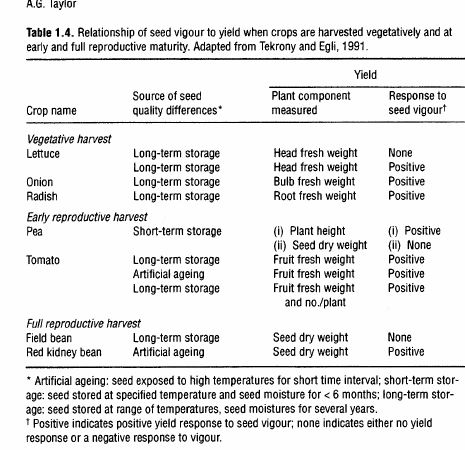 A.G. Taylor
Table 1.4. Relationship of seed vigour to yield when crops are harvested vegetatively and at
early and full reproductive maturity. Adapted from Tekrony and Egli, 1991.
Yield
Source of seed Plant component Response to
Crop name quality differences* measured seed vigour†
Vegetative harvest
Lettuce Long-term storage Head fresh weight None
Long-term storage Head fresh weight Positive
Onion Long-term storage Bulb fresh weight Positive
Radish Long-term storage Root fresh weight Positive
Early reproductive harvest
Pea Short-term storage (i) Plant height (i) Positive
(ii) Seed dry weight (ii) None
Tomato Long-term storage Fruit fresh weight Positive
Artificial ageing Fruit fresh weight Positive
Long-term storage Fruit fresh weight Positive
and no./plant
Full reproductive harvest
Field bean Long-term storage Seed dry weight None
Red kidney bean Artificial ageing Seed dry weight Positive
* Artificial ageing: seed exposed to high temperatures for short time interval; short-term stor-
age: seed stored at specified temperature and seed moisture for < 6 months; long-term stor-
age: seed stored at range of temperatures, seed moistures for several years.
† Positive indicates positive yield response to seed vigour; none indicates either no yield
response or a negative response to vigour.